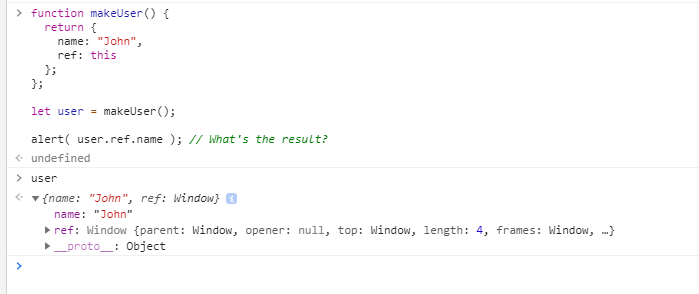 function makeUser() {
return {
name: "John",
ref: this
};
};
let user = makeUser();
alert( user.ref.name ); // What's the result?
undefined
user
{name: "John", ref: Window} i
name: "John"
ref: Window {parent: Window, opener: null, top: Window, length: 4, frames: Window, …}
__proto__: Object